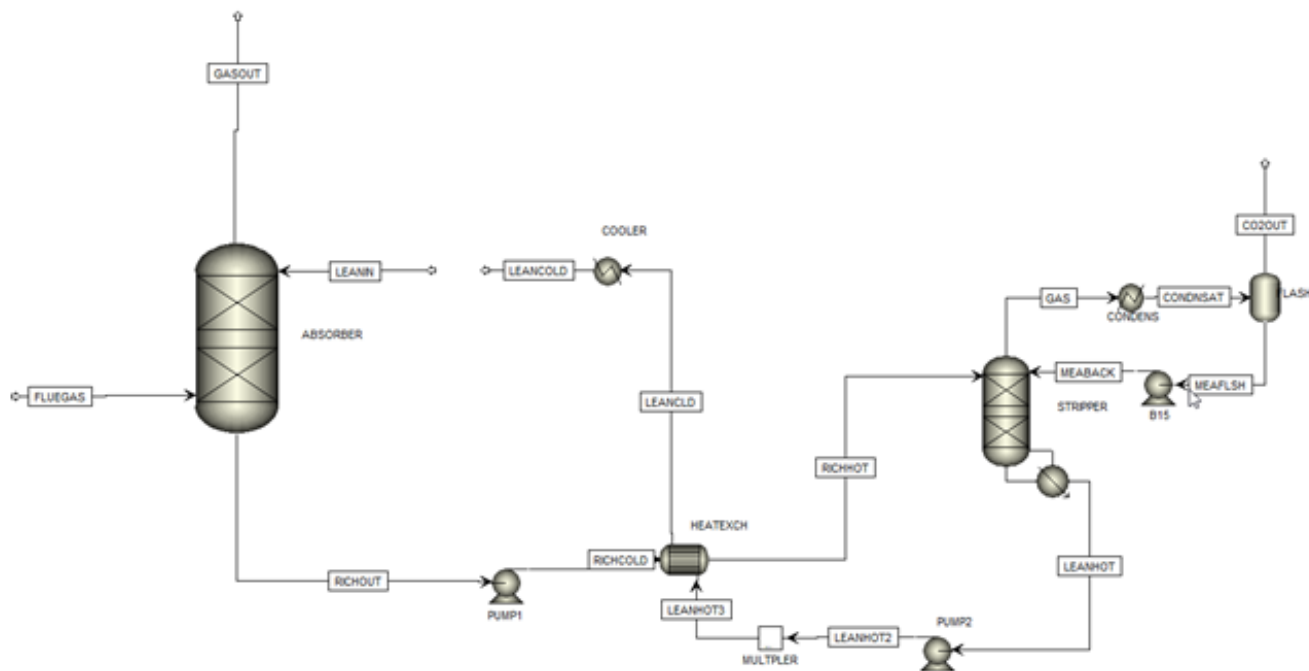 GASOUT
CO2OUT
COOLER
LEANIN
LEANCOLD
GAS
CONDNSAT
FLASH
CONDENS
ABSORBER
MEABACK
MEAFLSH
FLUEGAS
LEANCLD
STRIPPER
B15
RICHHOT
HEATEXCH
RICHCOLD
LEANHOT
RICHOUT
LEANHOT3
PUMP1
PUMP2
LEANHOT2
MULTPLER